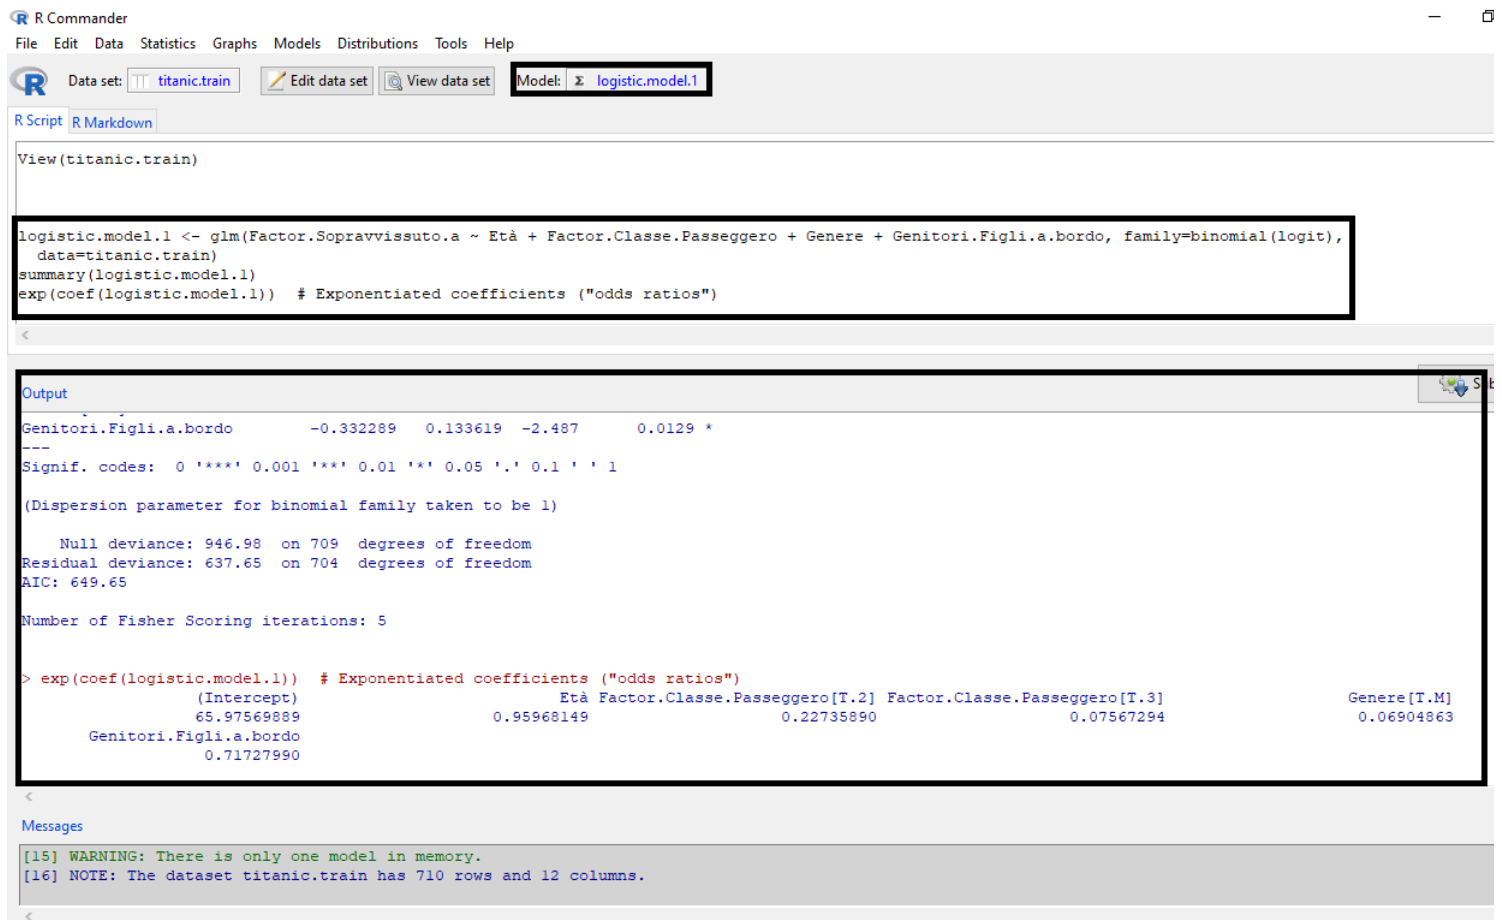 R Commander
File Edit Data Statistics Graphs Models Distributions Tools Help
Data set: titanic.train Edit data set View data set Model: Σ logistic.model.1
R Script R Markdown
View(titanic.train)
logistic.model.1 <- glm(Factor.Sopravvissuto.a ~ Età + Factor.Classe.Passeggero + Genere + Genitori.Figli.a.bordo, family=binomial(logit),
data=titanic.train)
summary(logistic.model.1)
exp(coef(logistic.model.1))  # Exponentiated coefficients ("odds ratios")
Output
Genitori.Figli.a.bordo -0.332289 0.133619 -2.487 0.0129 *
---
Signif. codes:  0 '***' 0.001 '**' 0.01 '*' 0.05 '.' 0.1 ' ' 1
(Dispersion parameter for binomial family taken to be 1)
Null deviance: 946.98  on 709  degrees of freedom
Residual deviance: 637.65  on 704  degrees of freedom
AIC: 649.65
Number of Fisher Scoring iterations: 5
> exp(coef(logistic.model.1))  # Exponentiated coefficients ("odds ratios")
(Intercept) Età Factor.Classe.Passeggero[T.2] Factor.Classe.Passeggero[T.3] Genere[T.M]
65.97569889 0.95968149 0.22735890 0.07567294 0.06904863
Genitori.Figli.a.bordo
0.71727990
Messages
[15] WARNING: There is only one model in memory.
[16] NOTE: The dataset titanic.train has 710 rows and 12 columns.